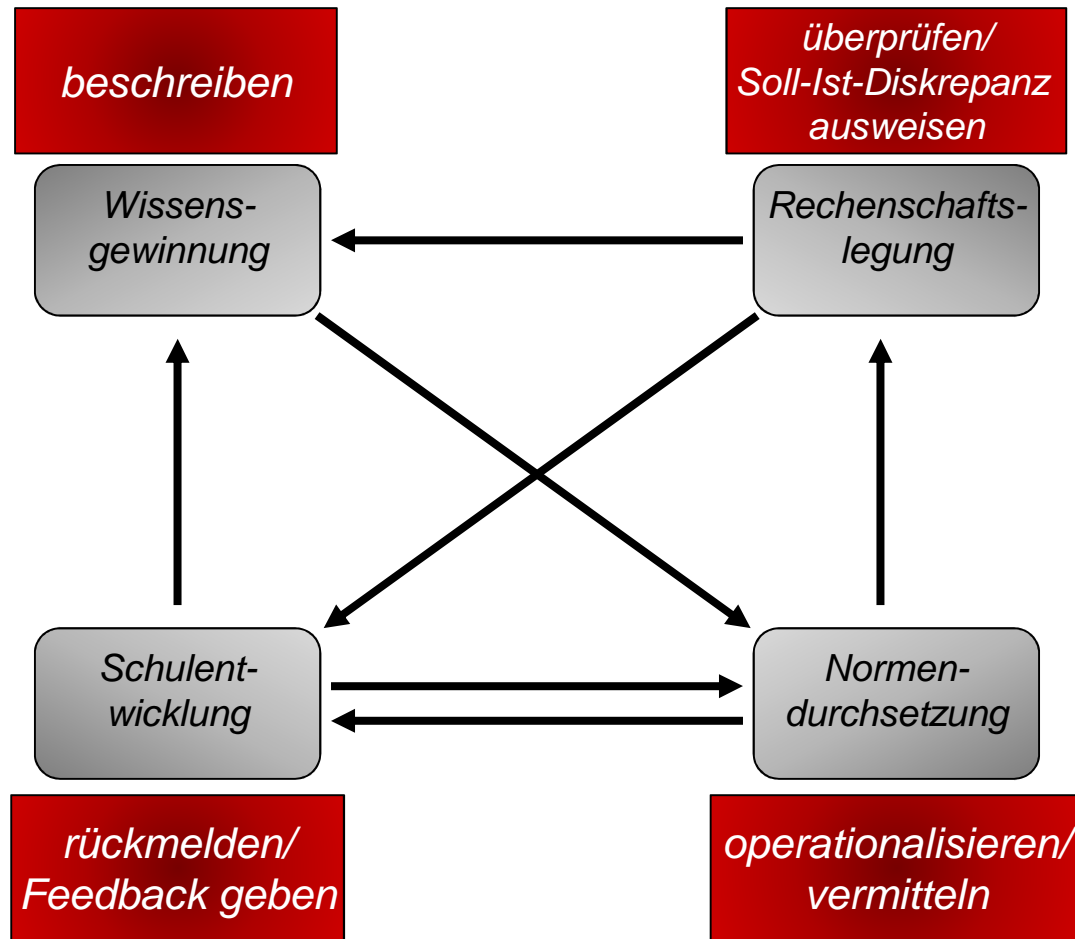 beschreiben
überprüfen/
Soll-Ist-Diskrepanz
ausweisen
Wissens-
gewinnung
Rechenschafts-
legung
Schulent-
wicklung
Normen-
durchsetzung
rückmelden/
Feedback geben
operationalisieren/
vermitteln